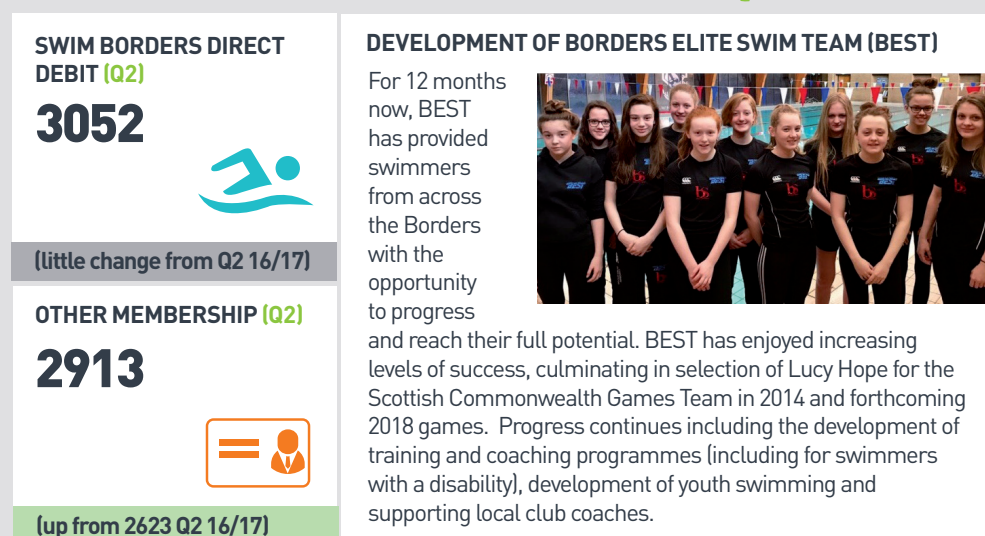 SWIM BORDERS DIRECT
DEBIT (Q2)
3052
(little change from Q2 16/17)
OTHER MEMBERSHIP (Q2)
2913
(up from 2623 Q2 16/17)
DEVELOPMENT OF BORDERS ELITE SWIM TEAM (BEST)
For 12 months
now, BEST
has provided
swimmers
from across
the Borders
with the
opportunity
to progress
and reach their full potential. BEST has enjoyed increasing
levels of success, culminating in selection of Lucy Hope for the
Scottish Commonwealth Games Team in 2014 and forthcoming
2018 games.  Progress continues including the development of
training and coaching programmes (including for swimmers
with a disability), development of youth swimming and
supporting local club coaches.